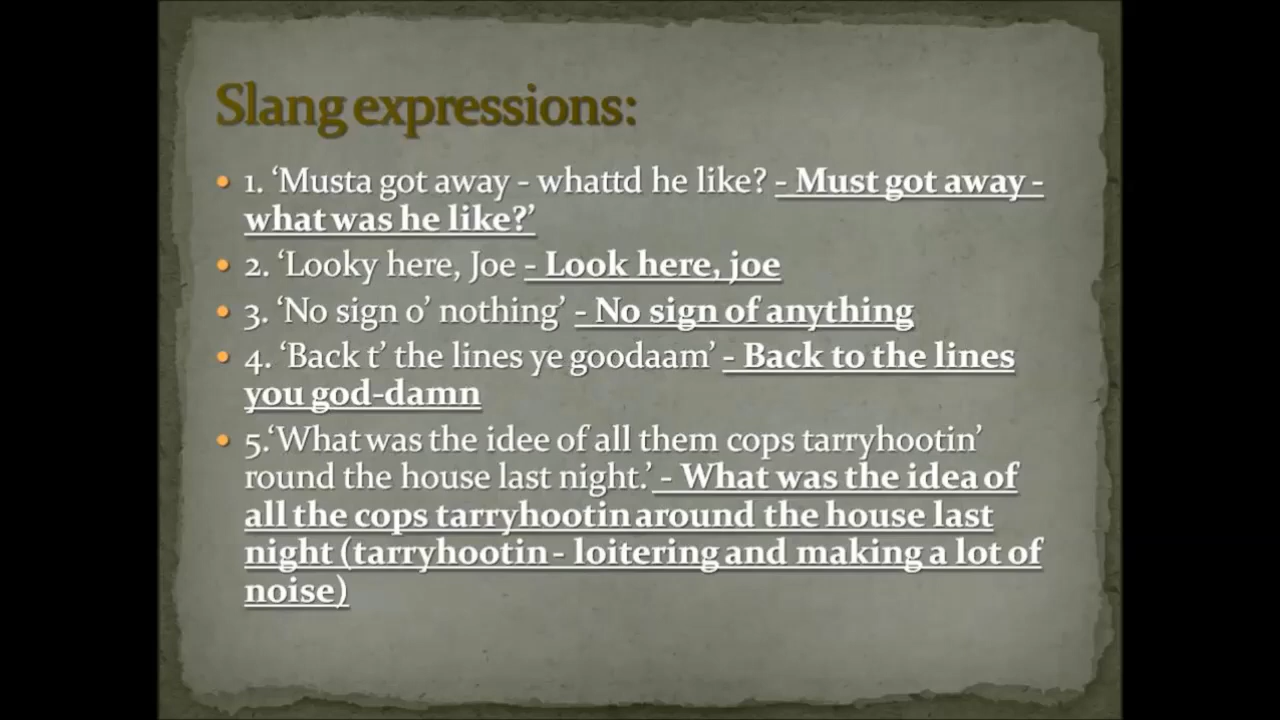 Slang expressions:
• 1. ‘Musta got away - whattd he like? - Must got away -
what was he like?’
• 2. ‘Looky here, Joe - Look here, joe
• 3. ‘No sign o’ nothing’ - No sign of anything
• 4. ‘Back t’ the lines ye goodaam’ - Back to the lines
you god-damn
• 5.‘What was the idee of all them cops tarryhootin’
round the house last night.’ - What was the idea of
all the cops tarryhootin around the house last
night (tarryhootin - loitering and making a lot of
noise)